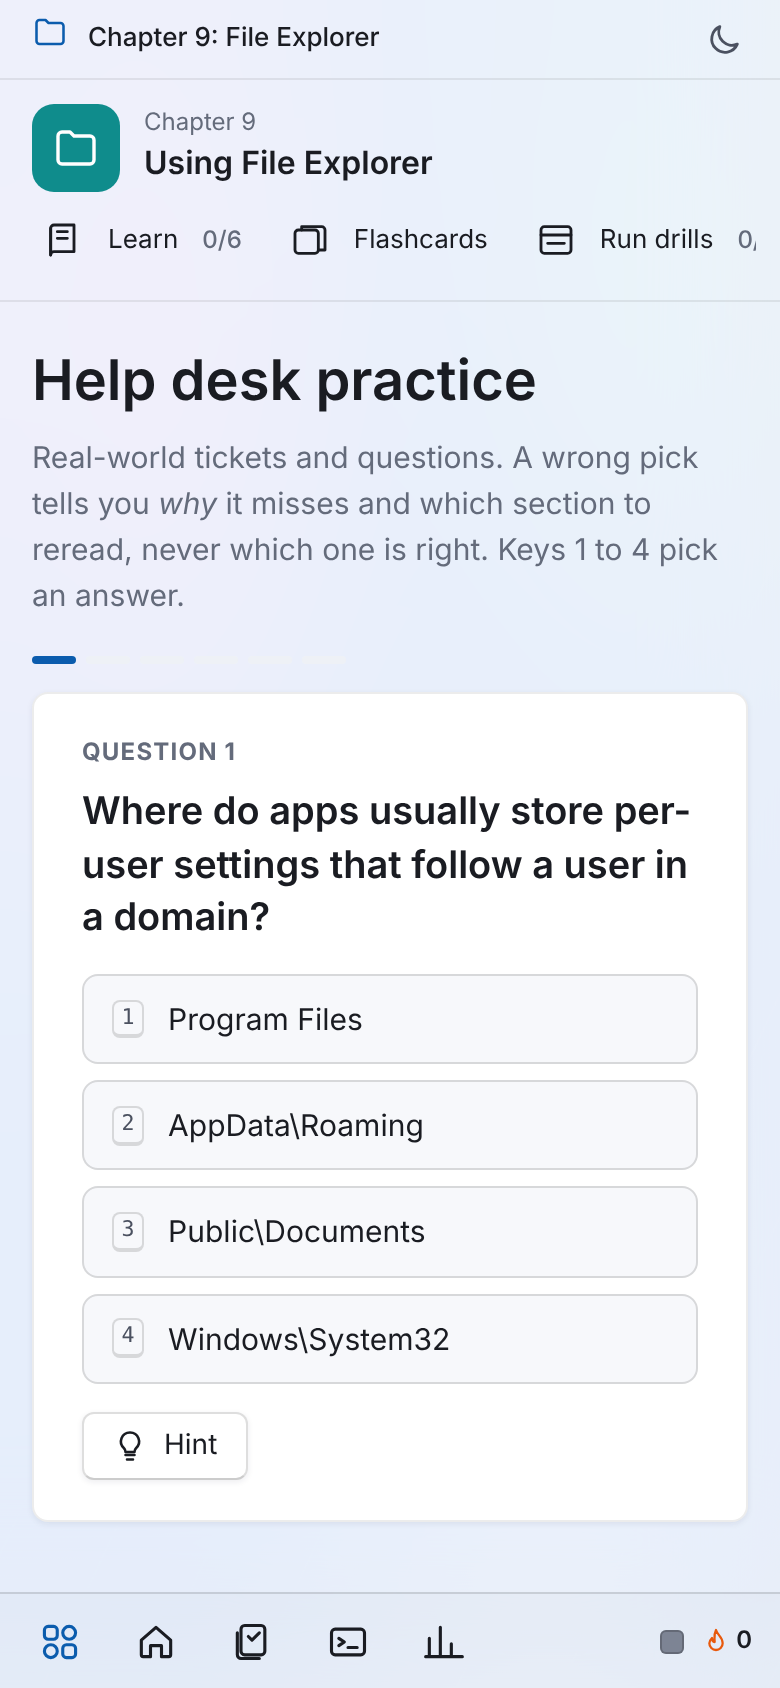 Chapter 9: File Explorer
Chapter 9
Using File Explorer
Learn 0/6 Flashcards Run drills 0/
Help desk practice
Real-world tickets and questions. A wrong pick
tells you why it misses and which section to
reread, never which one is right. Keys 1 to 4 pick
an answer.
QUESTION 1
Where do apps usually store per-
user settings that follow a user in
a domain?
1 Program Files
2 AppData\Roaming
3 Public\Documents
4 Windows\System32
Hint
0